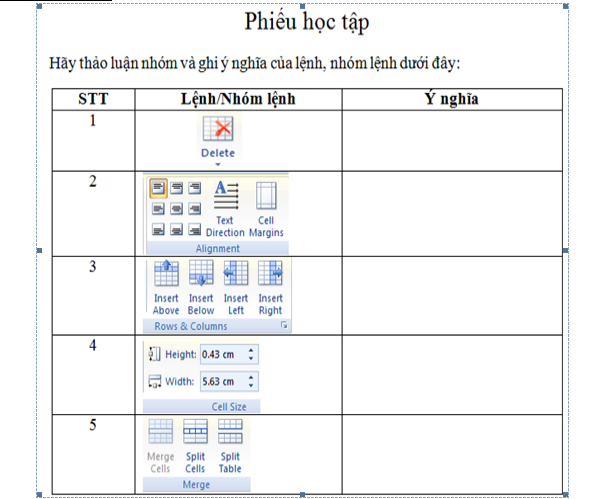 Phiếu học tập
Hãy thảo luận nhóm và ghi ý nghĩa của lệnh, nhóm lệnh dưới đây:
STT Lệnh/Nhóm lệnh Ý nghĩa
1
Delete
2
A
Text Direction
Cell Margins
Alignment
3
Insert Above
Insert Below
Insert Left
Insert Right
Rows & Columns
4
Height: 0.43 cm
Width: 5.63 cm
Cell Size
5
Merge Cells
Split Cells
Split Table
Merge